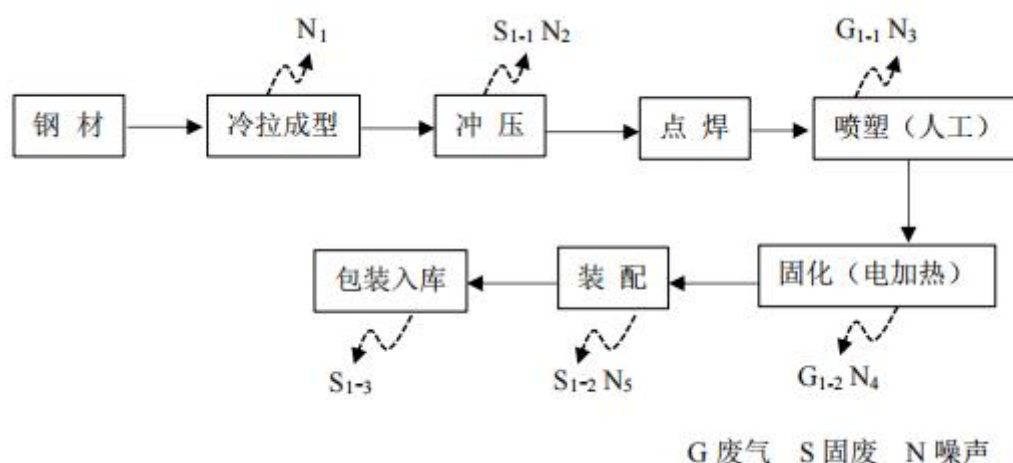 N₁ S₁₋₁ N₂ G₁₋₁ N₃
钢 材 冷拉成型 冲 压 点 焊 喷塑（人工）
包装入库 装 配 固化（电加热）
S₁₋₃ S₁₋₂ N₅ G₁₋₂ N₄
G 废气 S 固废 N 噪声